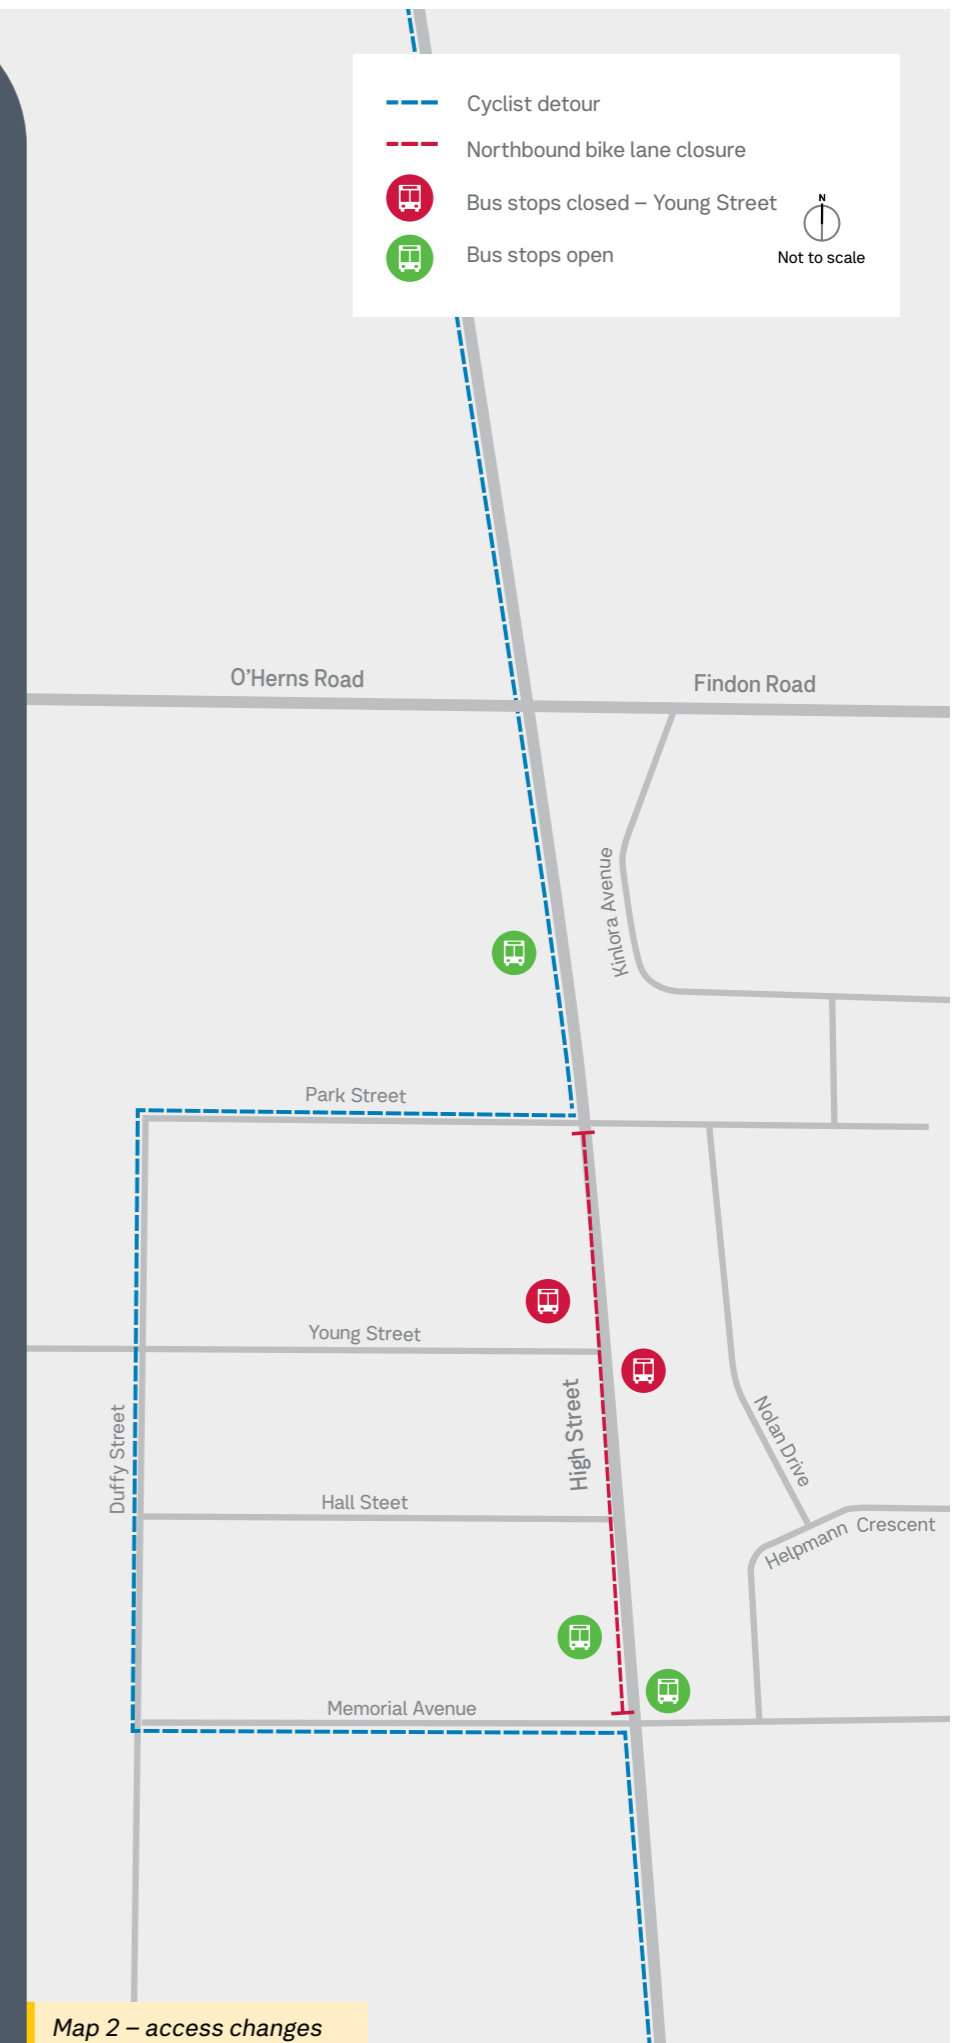 Cyclist detour
Northbound bike lane closure
Bus stops closed – Young Street
N
Bus stops open
Not to scale
O'Herns Road
Findon Road
Kinlora Avenue
Park Street
Young Street
High Street
Nolan Drive
Duffy Street
Hall Steet
Helpmann Crescent
Memorial Avenue
Map 2 – access changes